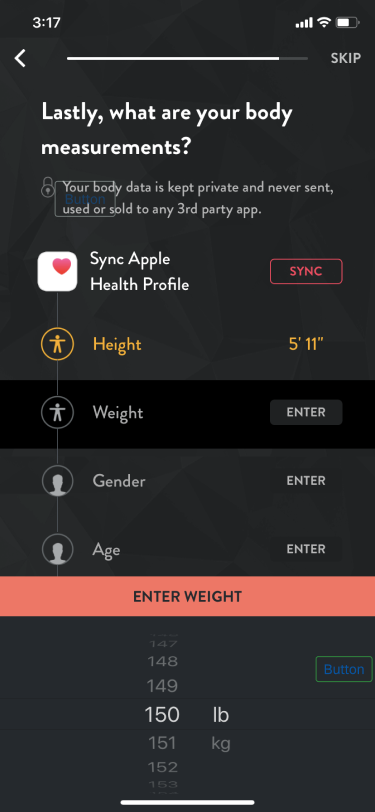 3:17
SKIP
Lastly, what are your body
measurements?
Your body data is kept private and never sent,
Button
used or sold to any 3rd party app.
Sync Apple
Health Profile
SYNC
Height
5' 11"
Weight
ENTER
Gender
ENTER
Age
ENTER
ENTER WEIGHT
147
148
149
Button
150 lb
151 kg
152
153